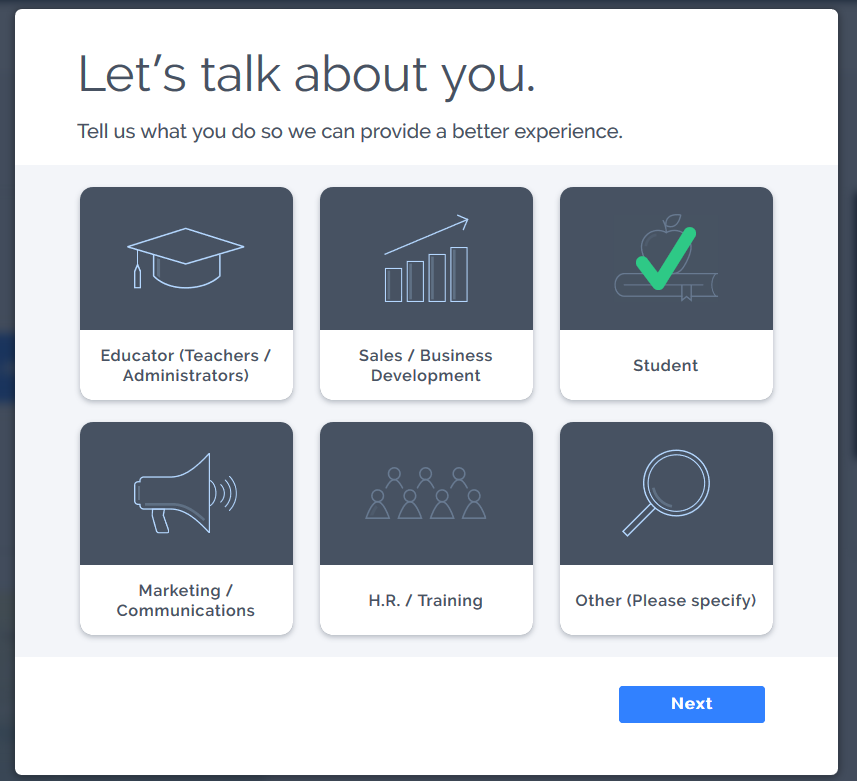 Let's talk about you.
Tell us what you do so we can provide a better experience.
Educator (Teachers /
Administrators)
Sales / Business
Development
Student
Marketing /
Communications
H.R. / Training
Other (Please specify)
Next